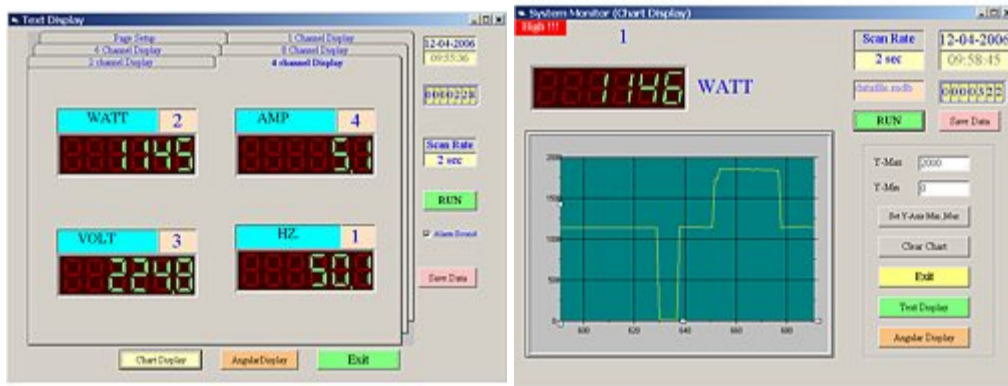 Text Display
Page Setup
1 Channel Display
6 Channel Display
8 Channel Display
2 channel Display
4 channel Display
12-04-2006
09:55:36
0000228
WATT
2
1145
AMP
4
5.1
Scan Rate
2 sec
RUN
VOLT
3
224.8
HZ.
1
50.1
Alarm Sound
Save Data
Chart Display
AngularDisplay
Exit
System Monitor (Chart Display)
High !!!
1
1146
WATT
Scan Rate
2 sec
12-04-2006
09:58:45
datafile.mdb
0000322
RUN
Save Data
Y-Max
2000
Y-Min
0
Set Y-Axis Min.,Max
Clear Chart
Exit
Text Display
Angular Display
2000
1500
1000
500
0
600
620
640
660
680